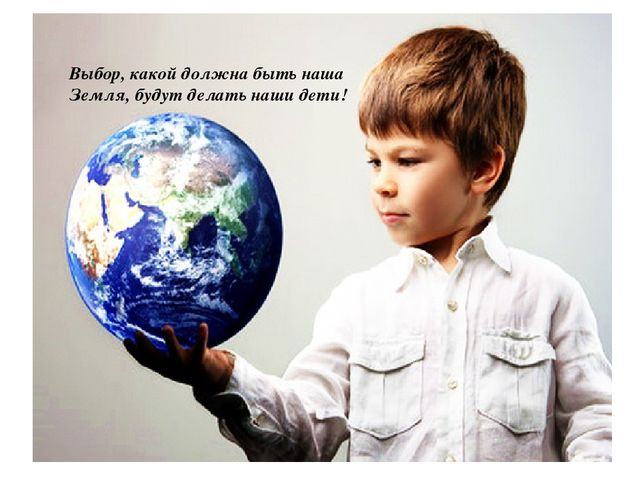 Выбор, какой должна быть наша
Земля, будут делать наши дети!